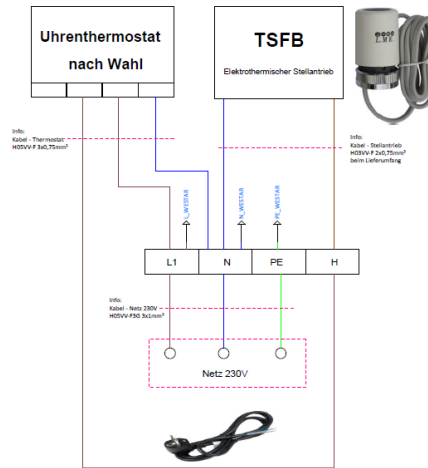 Uhrenthermostat
nach Wahl
TSFB
Elektrothermischer Stellantrieb
Info:
Kabel - Thermostat
H05VV-F 3x0,75mm²
Info:
Kabel - Stellantrieb
H03VV-F 2x0,75mm²
beim Lieferumfang
L_WESTAR
N_WESTAR
PE_WESTAR
L1
N
PE
H
Info:
Kabel - Netz 230V
H05VV-F3G 3x1mm²
Netz 230V